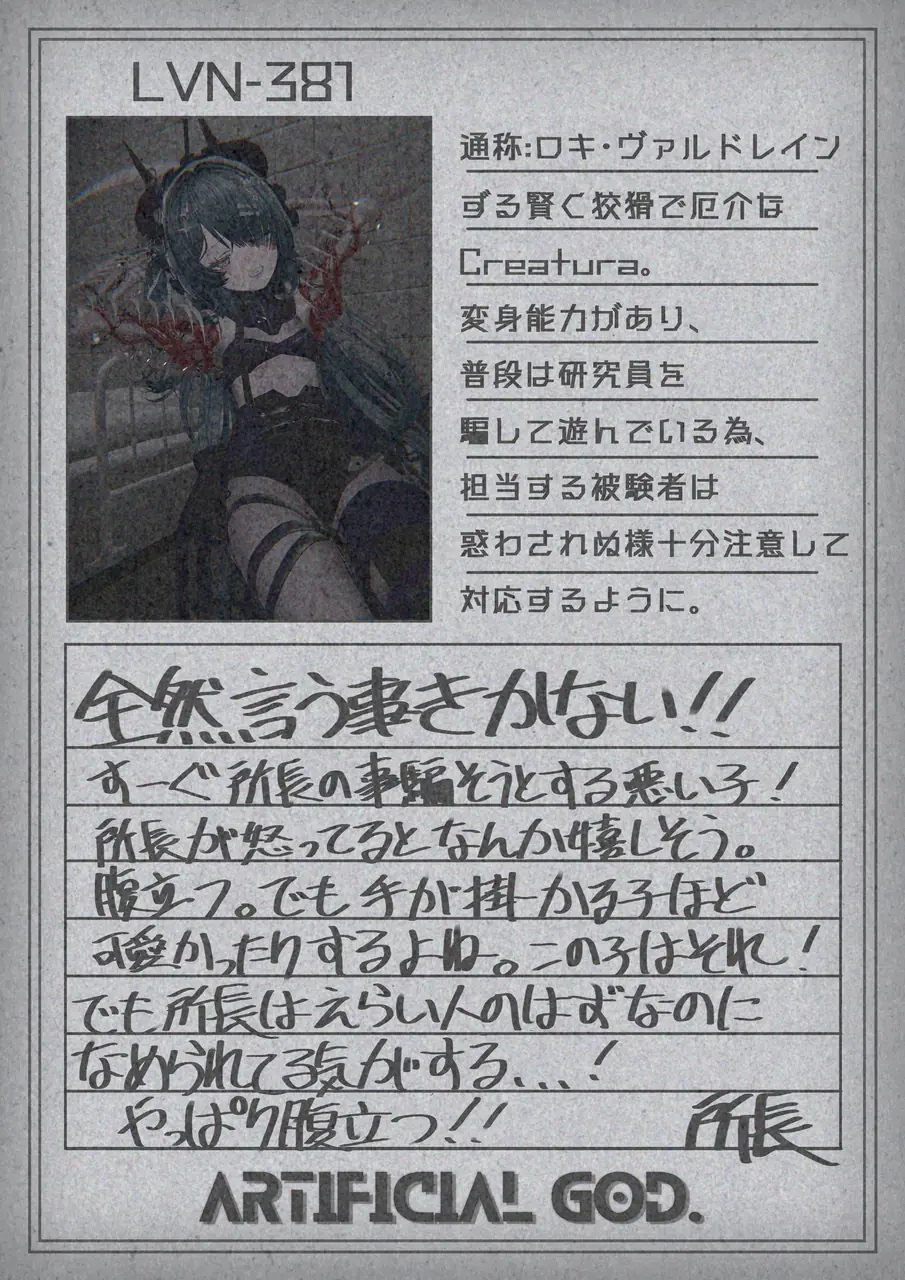 LVN-381
通称:ロキ・ヴァルドレイン
ずる賢く狡猾で厄介な
Creatura。
変身能力があり、
普段は研究員を
騙して遊んでいる為、
担当する被験者は
惑わされぬ様十分注意して
対応するように。
全然言う事きかない!!
すーぐ所長の事騙そうとする悪い子!
所長が怒ってるとなんか嬉しそう。
腹立つ。でも手が掛かる子ほど
可愛かったりするよね。この子はそれ!
でも所長はえらい人のはずなのに
なめられてる気がする、、、!
やっぱり腹立つ!!
所長
ARTIFICIAL GOD.